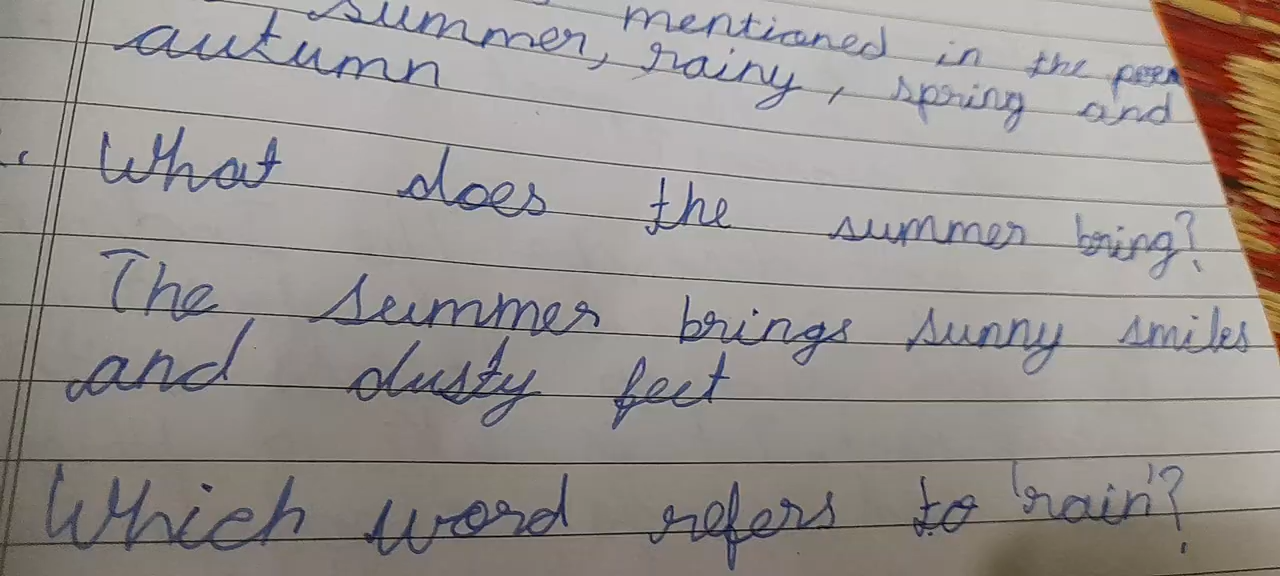 mentioned in the poem
summer, rainy, spring and
autumn
What does the summer bring?
The summer brings sunny smiles
and dusty feet
Which word refers to 'rain'?